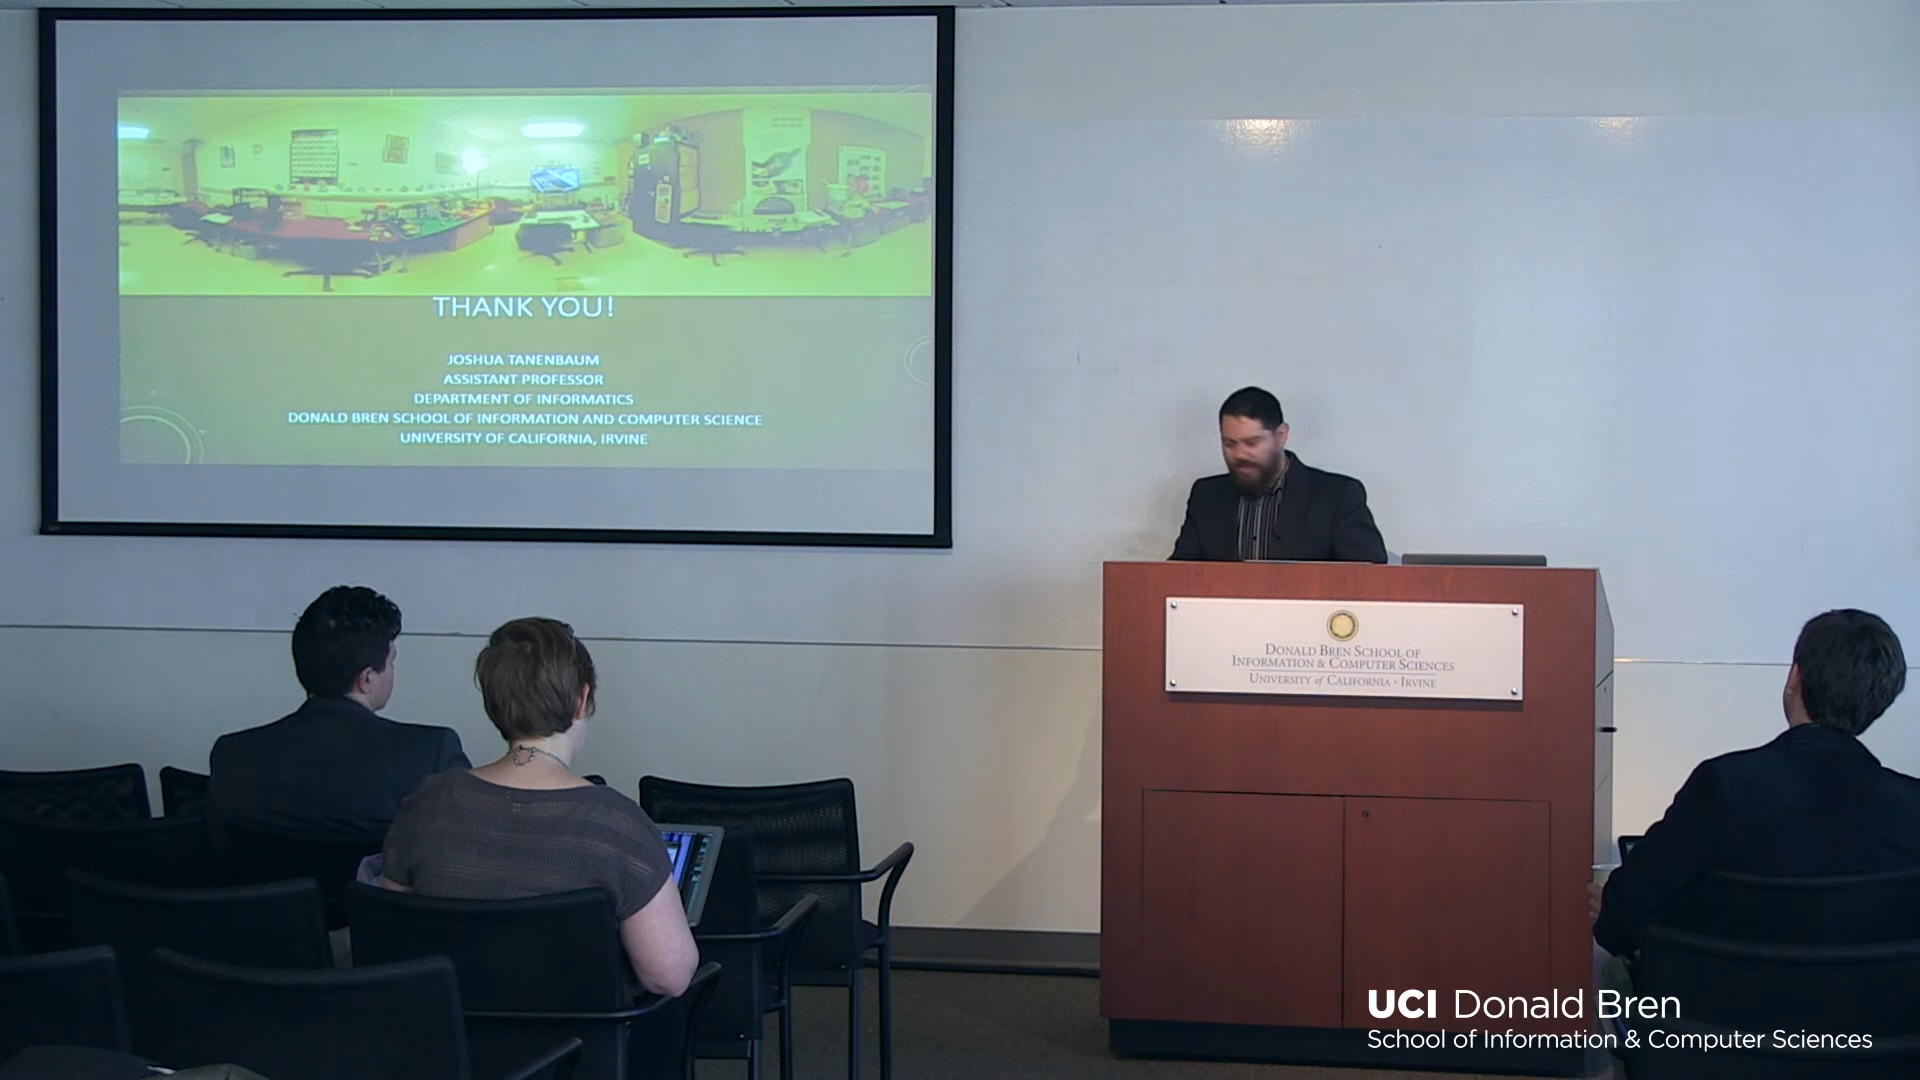 THANK YOU!
JOSHUA TANENBAUM
ASSISTANT PROFESSOR
DEPARTMENT OF INFORMATICS
DONALD BREN SCHOOL OF INFORMATION AND COMPUTER SCIENCE
UNIVERSITY OF CALIFORNIA, IRVINE
DONALD BREN SCHOOL OF
INFORMATION & COMPUTER SCIENCES
UNIVERSITY of CALIFORNIA • IRVINE
UCI Donald Bren
School of Information & Computer Sciences